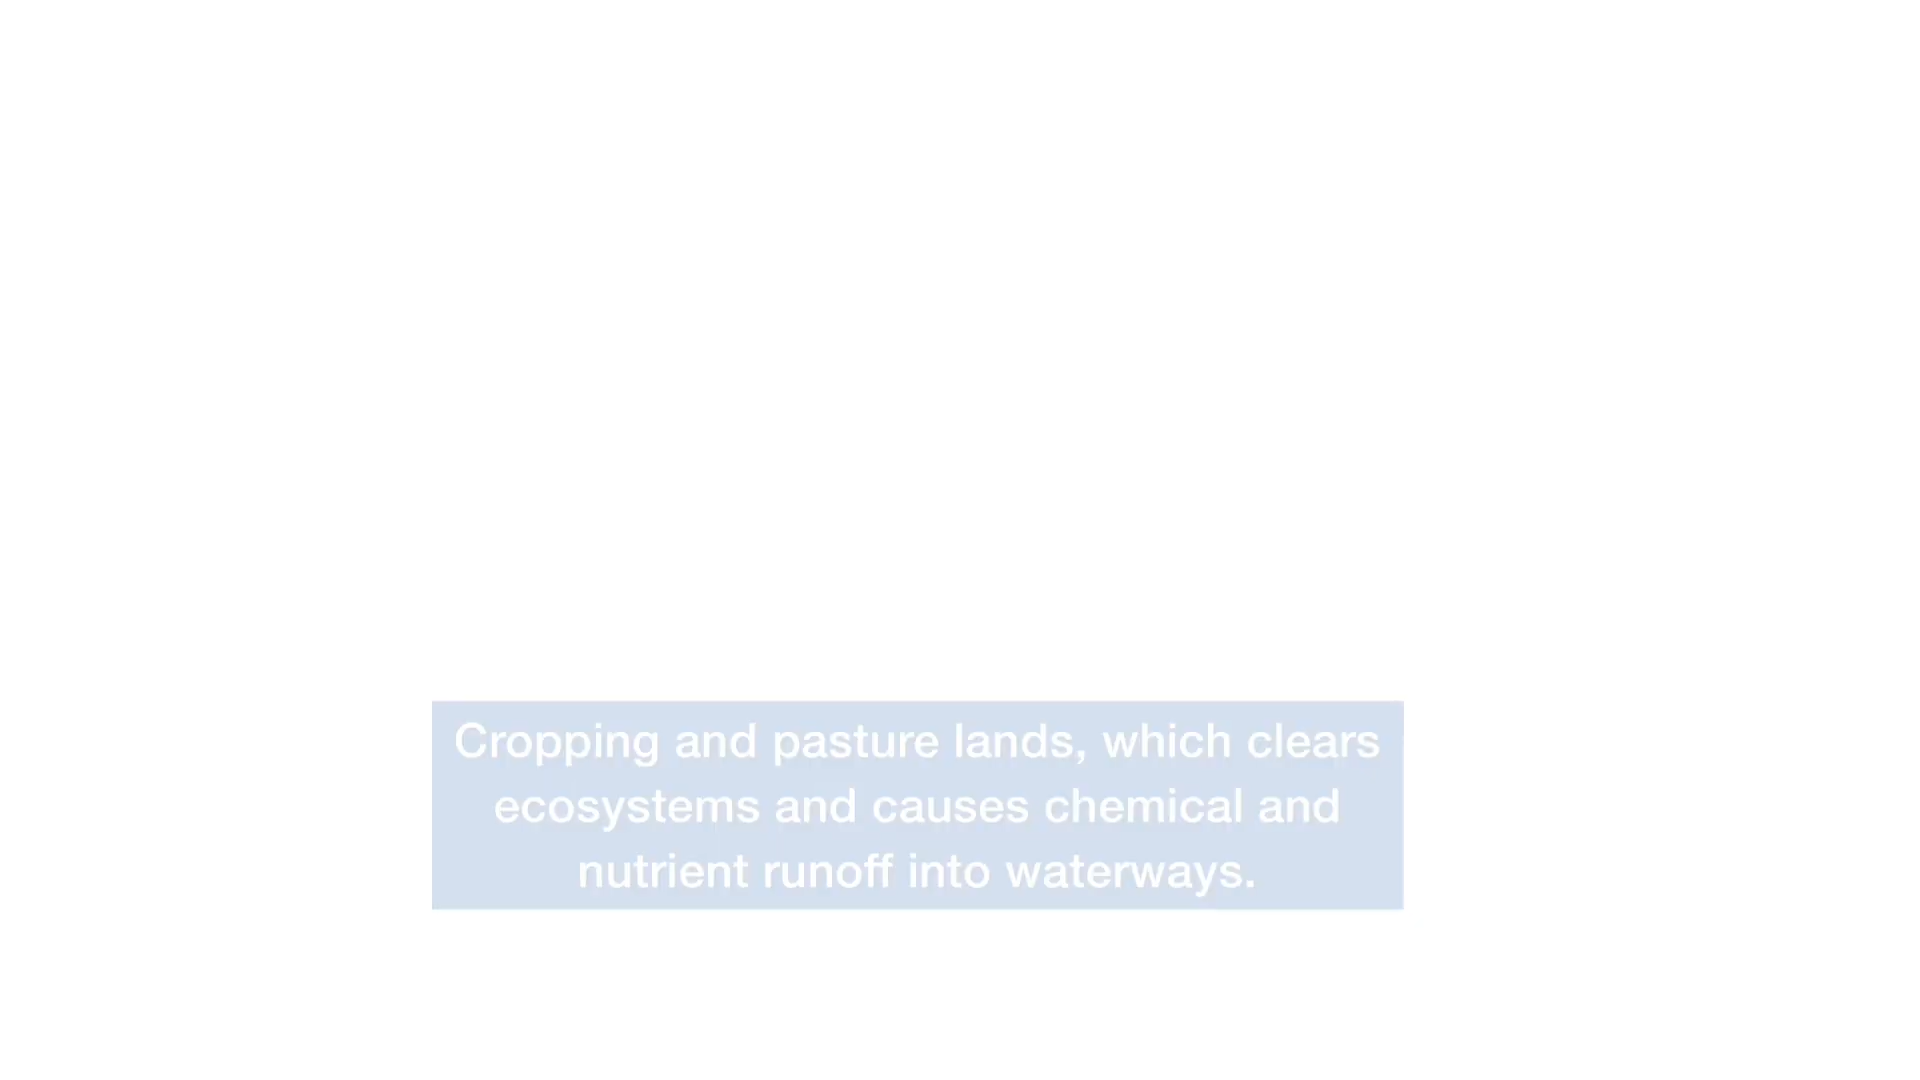 Cropping and pasture lands, which clears
ecosystems and causes chemical and
nutrient runoff into waterways.